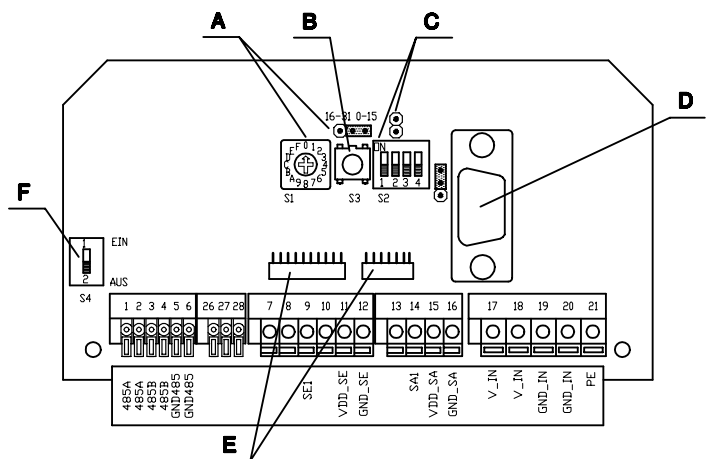 A B C
D
16-31 0-15
F 0 1 2 3 4 5 6 7 8 9 A B C D E
ON
1 2 3 4
S1 S3 S2
F
1 EIN
2 AUS
S4
1 2 3 4 5 6 26 27 28 7 8 9 10 11 12 13 14 15 16 17 18 19 20 21
485A
485A
485B
485B
GND485
GND485
SE1
VDD_SE
GND_SE
SA1
VDD_SA
GND_SA
V_IN
V_IN
GND_IN
GND_IN
PE
E